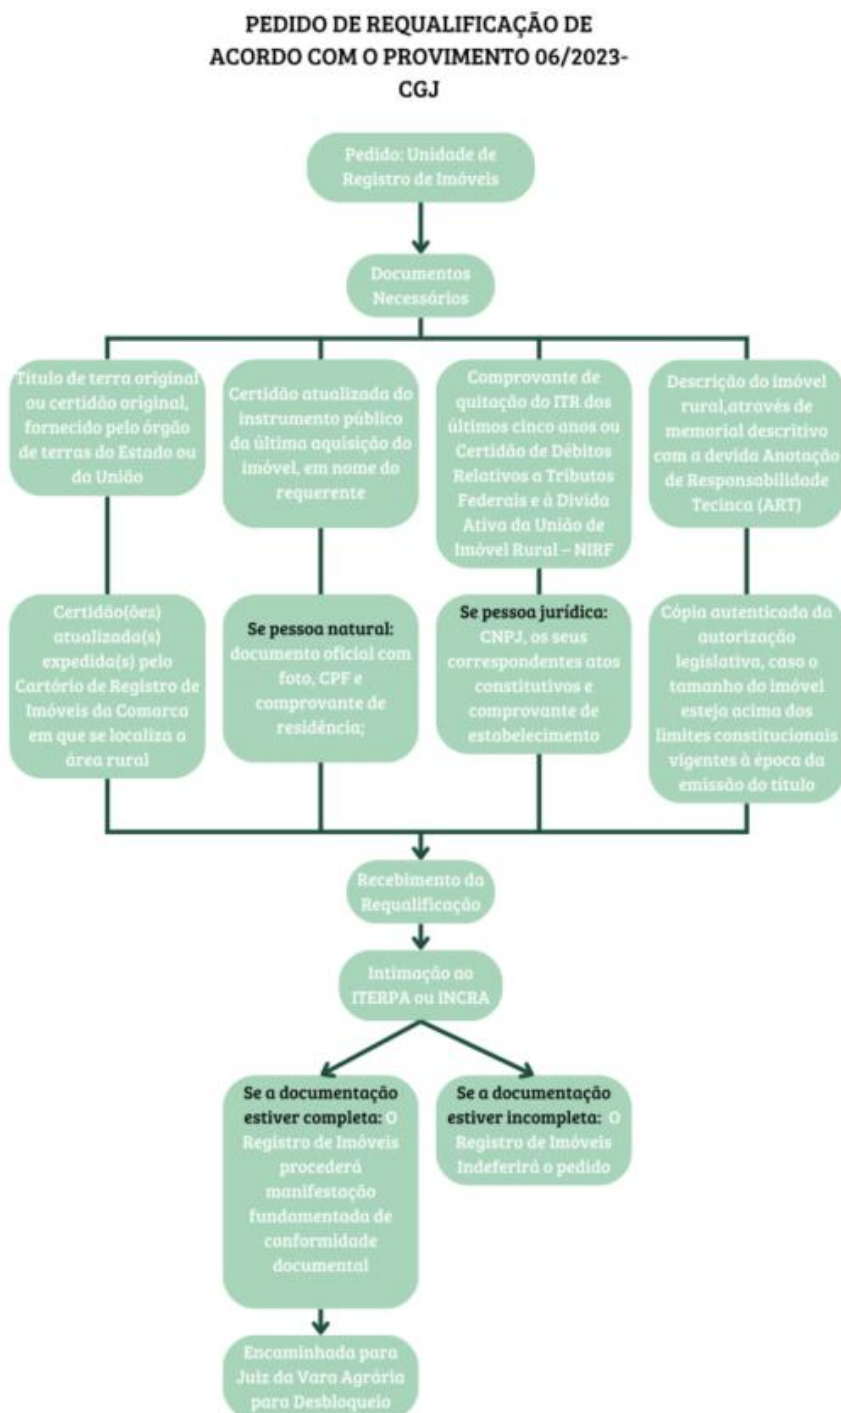 PEDIDO DE REQUALIFICAÇÃO DE
ACORDO COM O PROVIMENTO 06/2023-
CGJ
Pedido: Unidade de
Registro de Imóveis
Documentos
Necessários
Título de terra original
ou certidão original,
fornecido pelo órgão
de terras do Estado ou
da União
Certidão atualizada do
instrumento público
da última aquisição do
imóvel, em nome do
requerente
Comprovante de
quitação do ITR dos
últimos cinco anos ou
Certidão de Débitos
Relativos a Tributos
Federais e à Dívida
Ativa da União de
Imóvel Rural – NIRF
Descrição do imóvel
rural,através de
memorial descritivo
com a devida Anotação
de Responsabilidade
Tecinca (ART)
Certidão(ões)
atualizada(s)
expedida(s) pelo
Cartório de Registro de
Imóveis da Comarca
em que se localiza a
área rural
Se pessoa natural:
documento oficial com
foto, CPF e
comprovante de
residência;
Se pessoa jurídica:
CNPJ, os seus
correspondentes atos
constitutivos e
comprovante de
estabelecimento
Cópia autenticada da
autorização
legislativa, caso o
tamanho do imóvel
esteja acima dos
limites constitucionais
vigentes à época da
emissão do título
Recebimento da
Requalificação
Intimação ao
ITERPA ou INCRA
Se a documentação
estiver completa: O
Registro de Imóveis
procederá
manifestação
fundamentada de
conformidade
documental
Se a documentação
estiver incompleta: O
Registro de Imóveis
Indeferirá o pedido
Encaminhada para
Juiz da Vara Agrária
para Desbloqueio